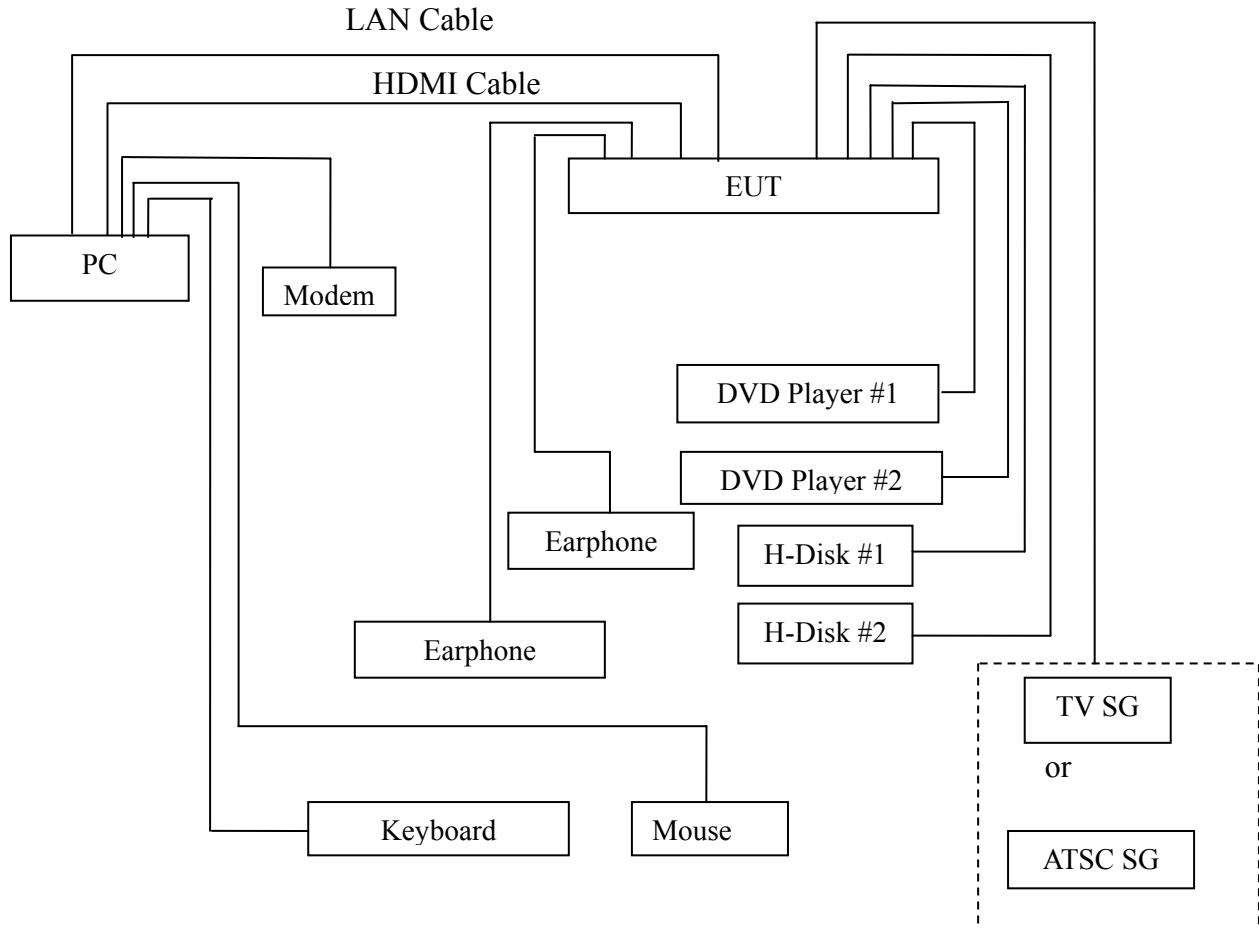 LAN Cable
HDMI Cable
EUT
PC
Modem
DVD Player #1
DVD Player #2
Earphone
H-Disk #1
H-Disk #2
Earphone
TV SG
or
Keyboard
Mouse
ATSC SG